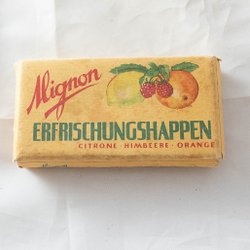 Mignon
ERFRISCHUNGSHAPPEN
CITRONE · HIMBEERE · ORANGE